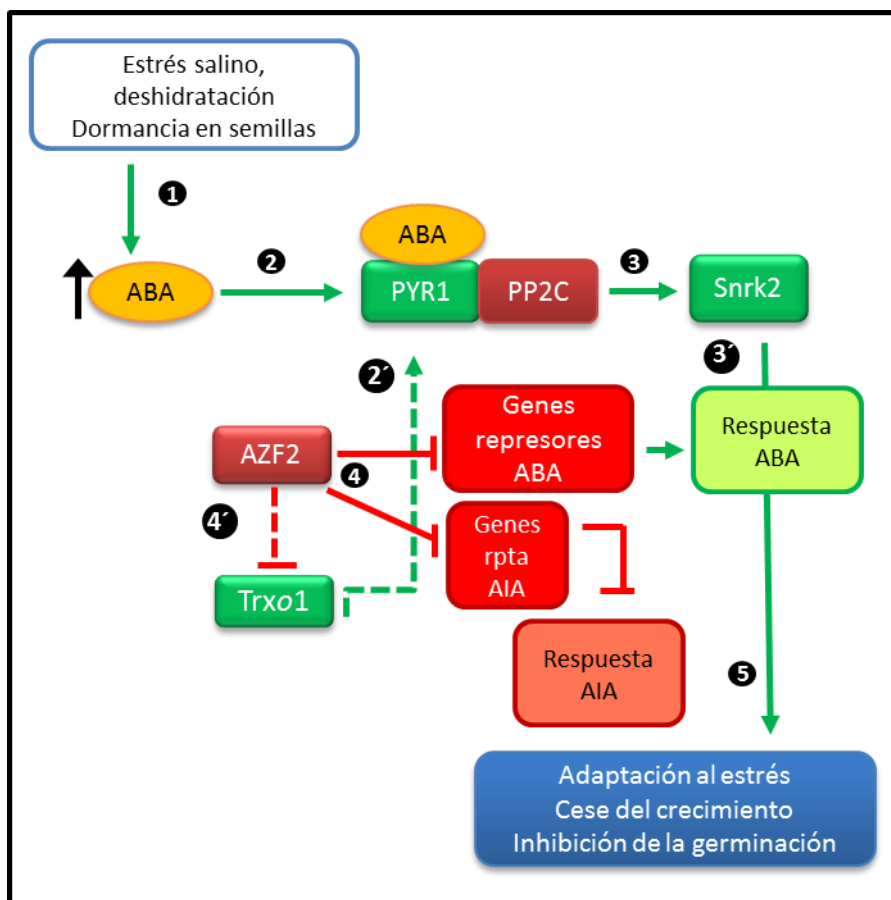 Estrés salino,
deshidratación
Dormancia en semillas
1
ABA
2
ABA
PYR1
PP2C
3
Snrk2
3´
2´
Genes
represores
ABA
Respuesta
ABA
AZF2
4
4´
Genes
rpta
AIA
Trxo1
Respuesta
AIA
5
Adaptación al estrés
Cese del crecimiento
Inhibición de la germinación